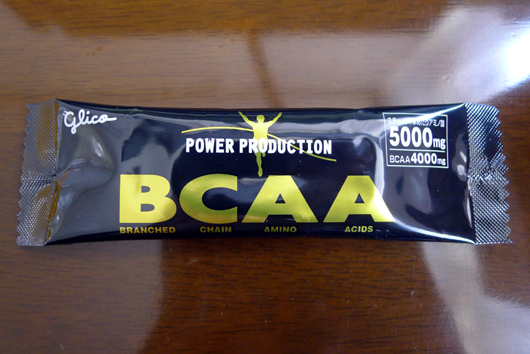 Glico
POWER PRODUCTION
5000mg
BCAA4000mg
BCAA
BRANCHED CHAIN AMINO ACIDS